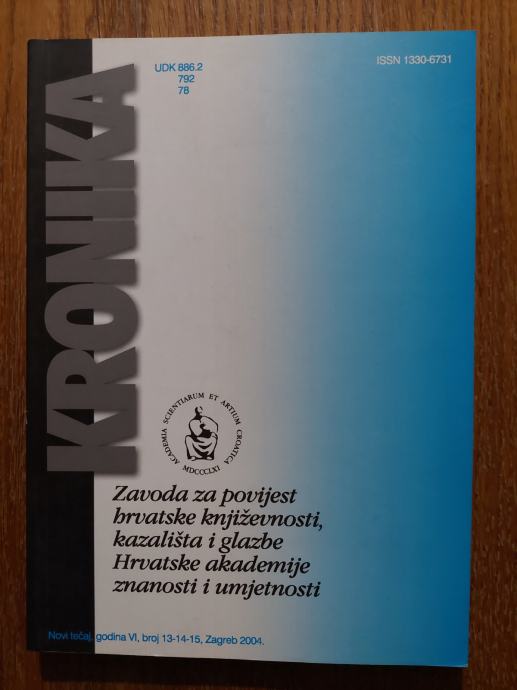 UDK 886.2
792
78
ISSN 1330-6731
KRONIKA
ACADEMIA SCIENTIARUM ET ARTIUM CROATICA
MDCCCLXI
Zavoda za povijest
hrvatske književnosti,
kazališta i glazbe
Hrvatske akademije
znanosti i umjetnosti
Novi tečaj, godina VI, broj 13-14-15, Zagreb 2004.